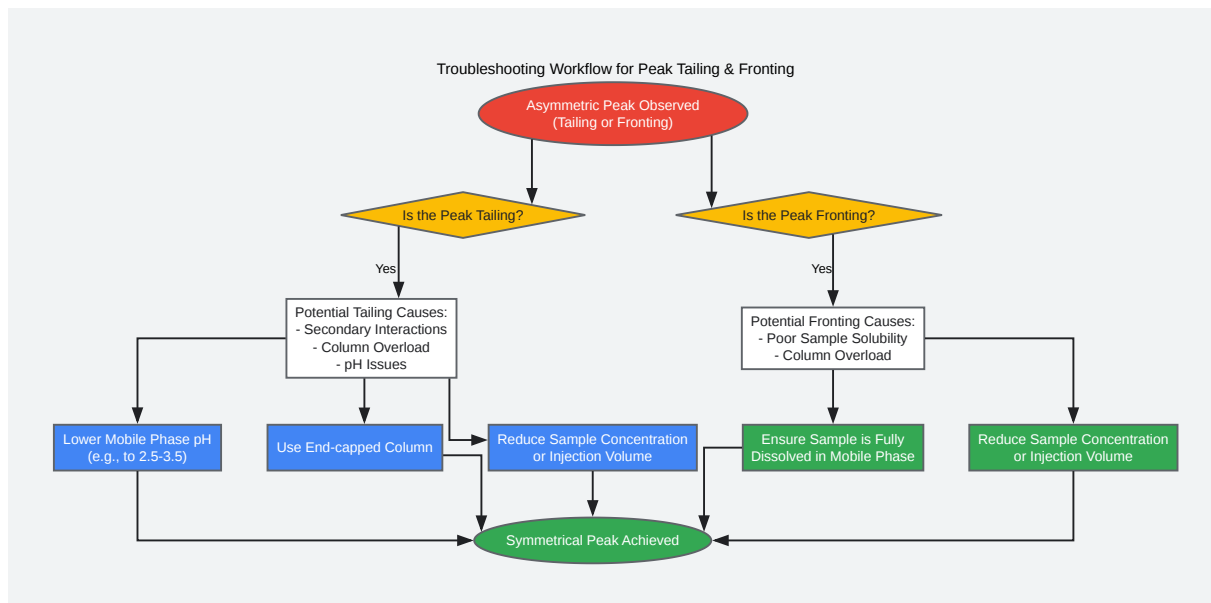 Troubleshooting Workflow for Peak Tailing & Fronting
Asymmetric Peak Observed
(Tailing or Fronting)
Is the Peak Tailing?
Is the Peak Fronting?
Yes
Yes
Potential Tailing Causes:
- Secondary Interactions
- Column Overload
- pH Issues
Potential Fronting Causes:
- Poor Sample Solubility
- Column Overload
Lower Mobile Phase pH
(e.g., to 2.5-3.5)
Use End-capped Column
Reduce Sample Concentration
or Injection Volume
Ensure Sample is Fully
Dissolved in Mobile Phase
Reduce Sample Concentration
or Injection Volume
Symmetrical Peak Achieved